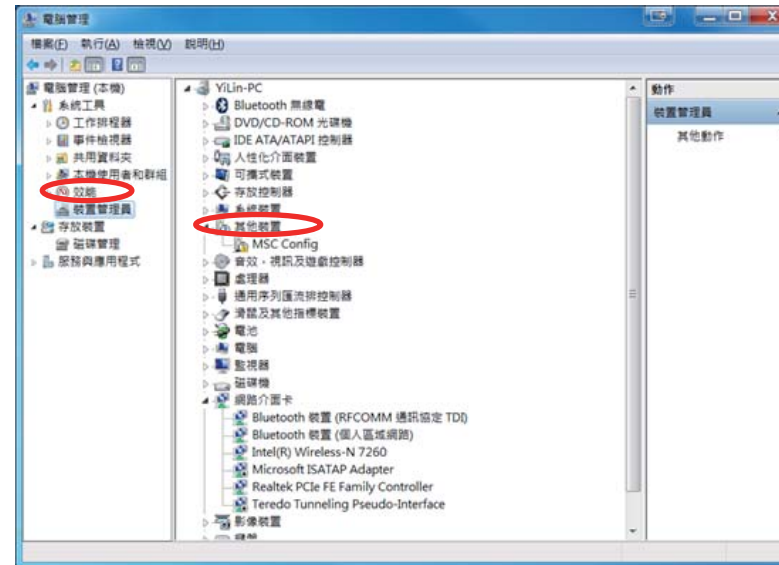 電腦管理
檔案(F) 執行(A) 檢視(V) 說明(H)
電腦管理 (本機)
系統工具
工作排程器
事件檢視器
共用資料夾
本機使用者和群組
效能
裝置管理員
存放裝置
磁碟管理
服務與應用程式
YiLin-PC
Bluetooth 無線電
DVD/CD-ROM 光碟機
IDE ATA/ATAPI 控制器
人性化介面裝置
可攜式裝置
存放控制器
系統裝置
其他裝置
MSC Config
音效，視訊及遊戲控制器
處理器
通用序列匯流排控制器
滑鼠及其他指標裝置
電池
電腦
監視器
磁碟機
網路介面卡
Bluetooth 裝置 (RFCOMM 通訊協定 TDI)
Bluetooth 裝置 (個人區域網路)
Intel(R) Wireless-N 7260
Microsoft ISATAP Adapter
Realtek PCIe FE Family Controller
Teredo Tunneling Pseudo-Interface
影像裝置
動作
裝置管理員
其他動作